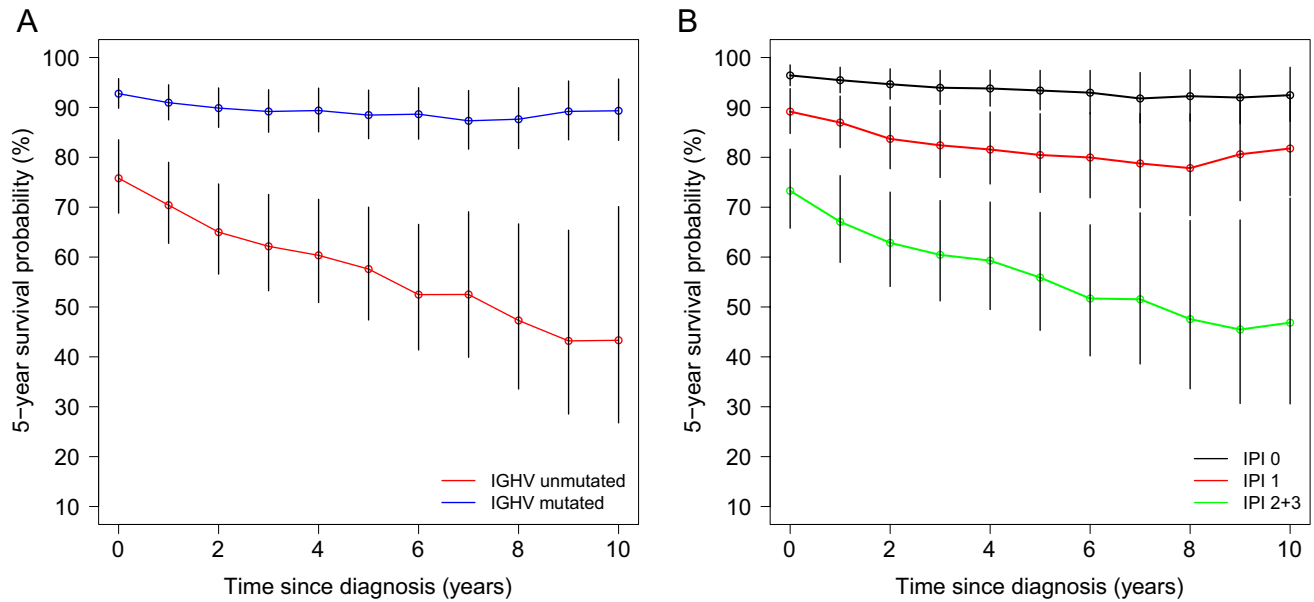 A
5−year survival probability (%)
100
90
80
70
60
50
40
30
20
10
IGHV unmutated
IGHV mutated
0 2 4 6 8 10
Time since diagnosis (years)
B
5−year survival probability (%)
100
90
80
70
60
50
40
30
20
10
IPI 0
IPI 1
IPI 2+3
0 2 4 6 8 10
Time since diagnosis (years)